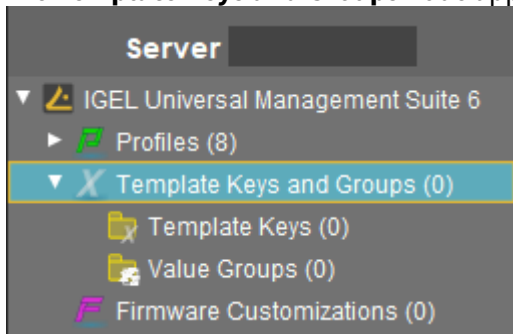 Server
IGEL Universal Management Suite 6
Profiles (8)
Template Keys and Groups (0)
Template Keys (0)
Value Groups (0)
Firmware Customizations (0)